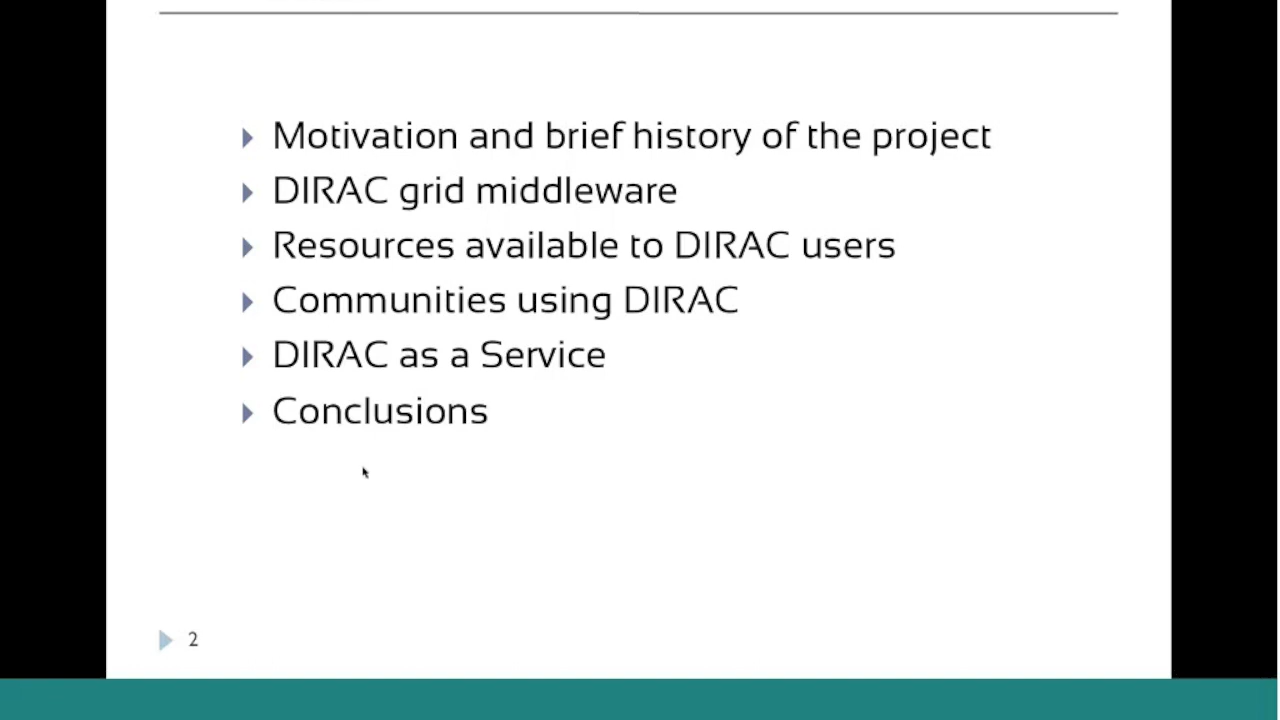 Motivation and brief history of the project
DIRAC grid middleware
Resources available to DIRAC users
Communities using DIRAC
DIRAC as a Service
Conclusions
2